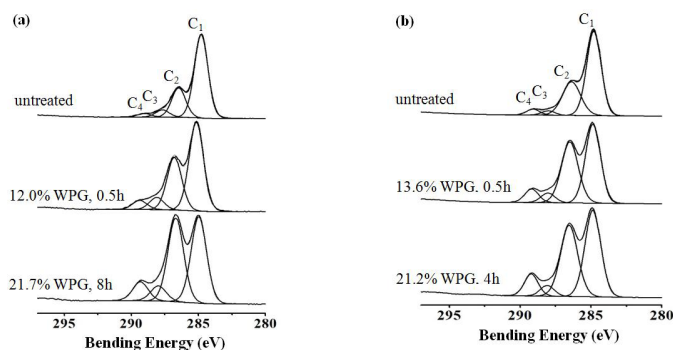 (a)
C1
C2
C3
C4
untreated
12.0% WPG, 0.5h
21.7% WPG, 8h
295 290 285 280
Bending Energy (eV)
(b)
C1
C2
C3
C4
untreated
13.6% WPG. 0.5h
21.2% WPG. 4h
295 290 285 280
Bending Energy (eV)